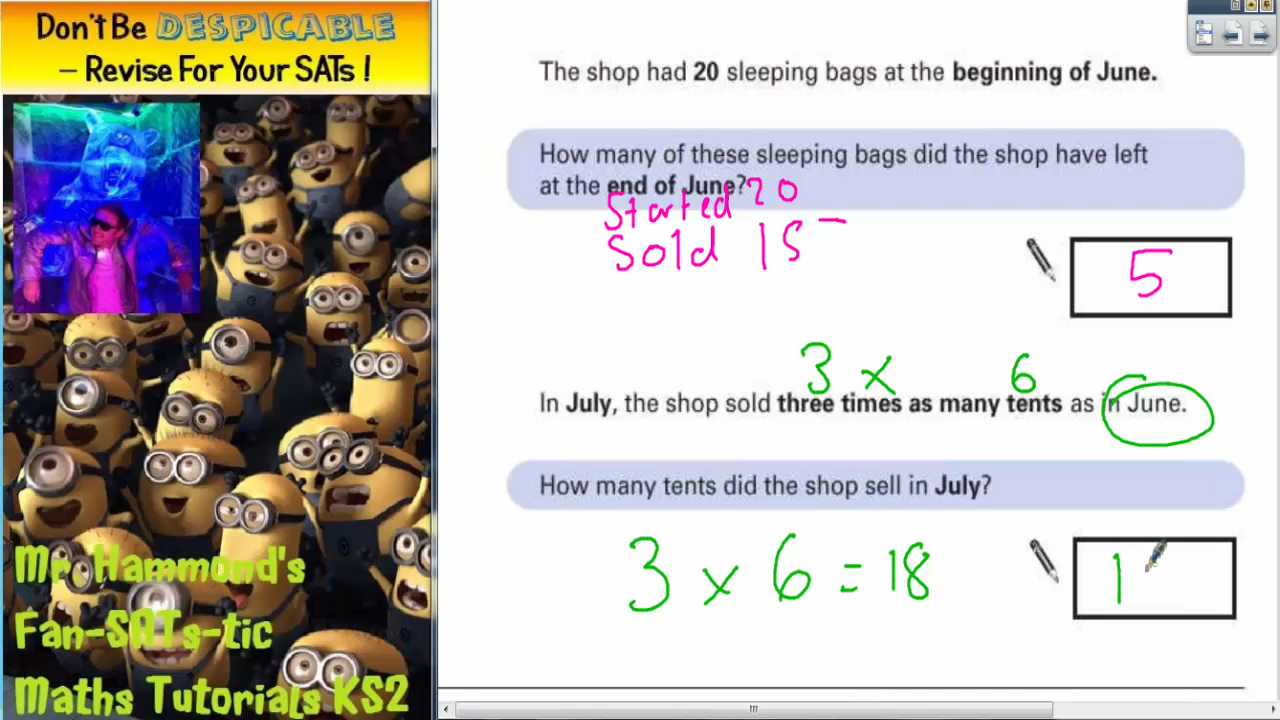 Don't Be DESPICABLE
– Revise For Your SATs !
Mr. Hammond's
Fan-SATs-tic
Maths Tutorials KS2
The shop had 20 sleeping bags at the beginning of June.
How many of these sleeping bags did the shop have left
at the end of June?
Started 20
Sold 15 –
5
3 × 6
In July, the shop sold three times as many tents as in June.
How many tents did the shop sell in July?
3 × 6 = 18
1